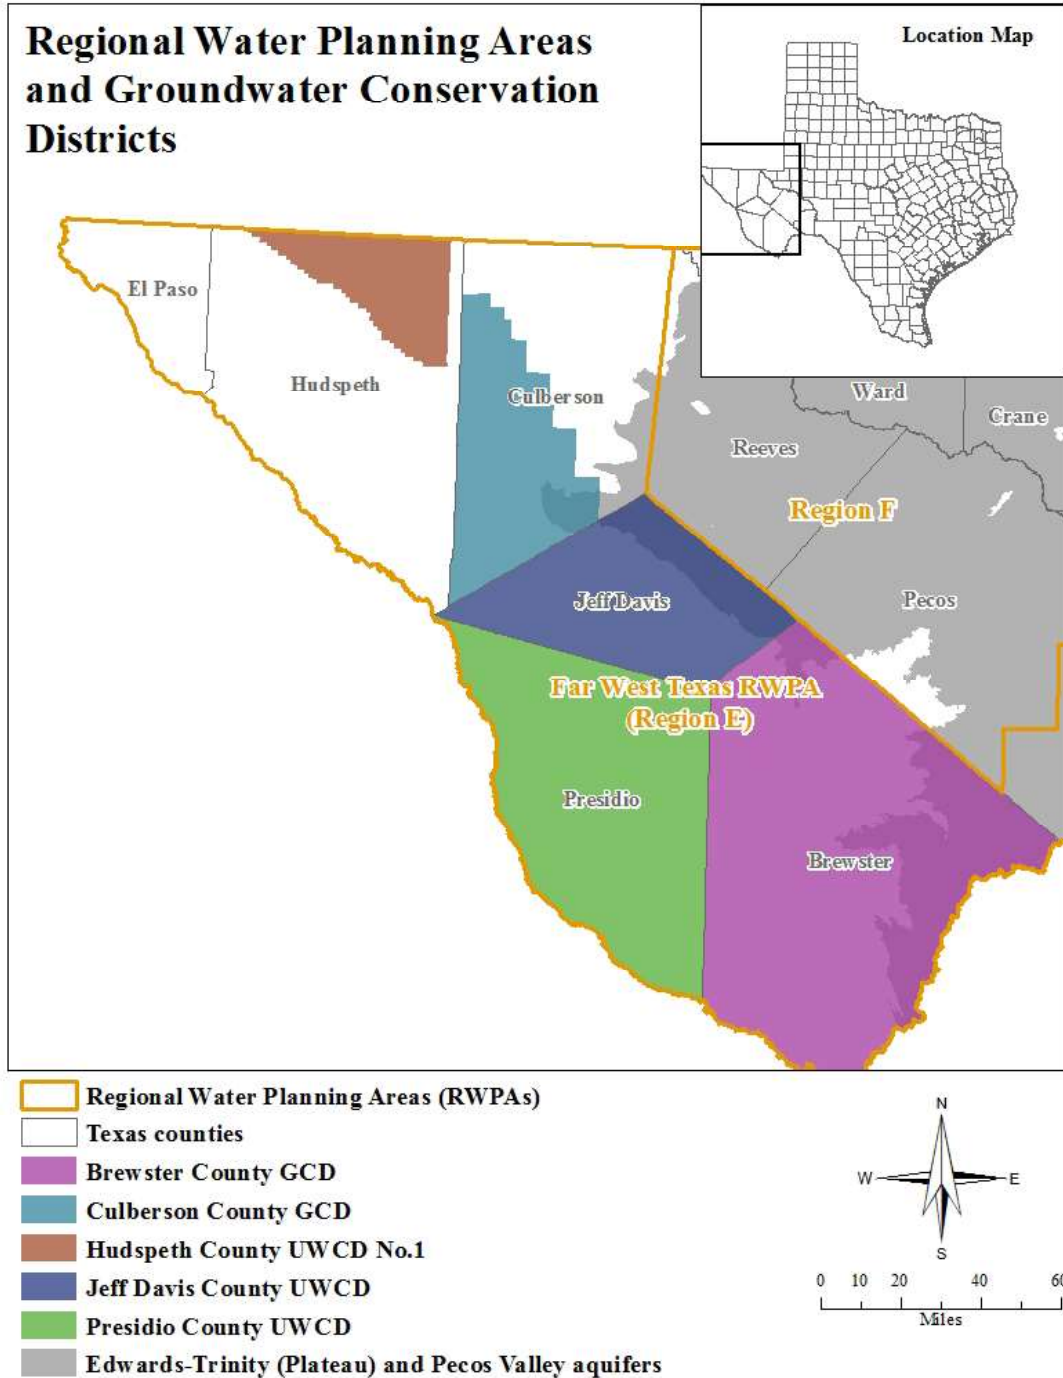 Regional Water Planning Areas
and Groundwater Conservation
Districts
Location Map
El Paso
Hudspeth
Culberson
Ward
Crane
Reeves
Region F
Jeff Davis
Pecos
Far West Texas RWPA
(Region E)
Presidio
Brewster
Regional Water Planning Areas (RWPAs)
Texas counties
Brewster County GCD
Culberson County GCD
Hudspeth County UWCD No.1
Jeff Davis County UWCD
Presidio County UWCD
Edwards-Trinity (Plateau) and Pecos Valley aquifers
N
W E
S
0 10 20 40 60
Miles